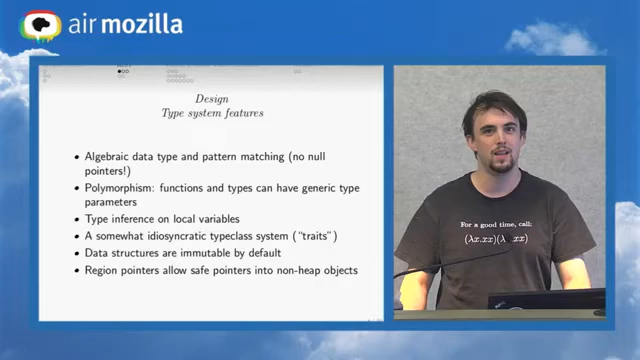 air mozilla
Design
Type system features
• Algebraic data type and pattern matching (no null
pointers!)
• Polymorphism: functions and types can have generic type
parameters
• Type inference on local variables
• A somewhat idiosyncratic typeclass system ("traits")
• Data structures are immutable by default
• Region pointers allow safe pointers into non-heap objects
For a good time, call:
(λx.xx)(λ xx)